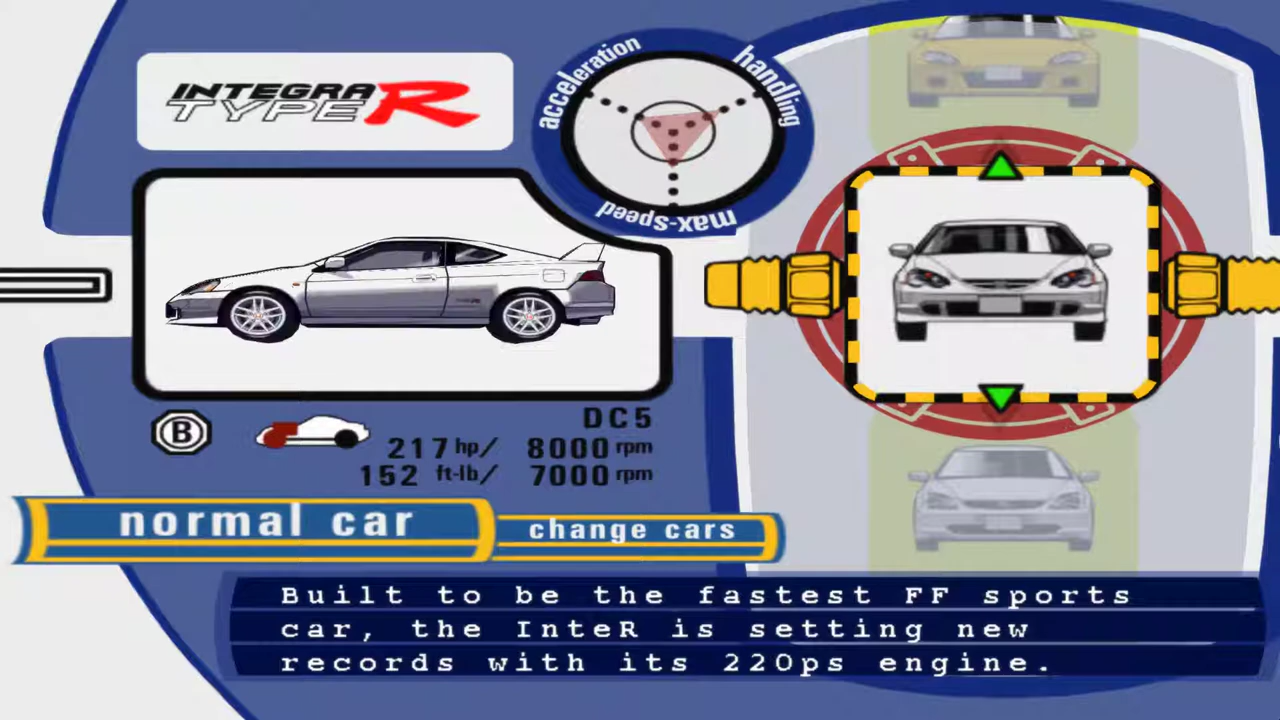 INTEGRA
TYPE R
acceleration
handling
max-speed
B
DC5
217 hp/ 8000 rpm
152 ft-lb/ 7000 rpm
normal car
change cars
Built to be the fastest FF sports
car, the InteR is setting new
records with its 220ps engine.